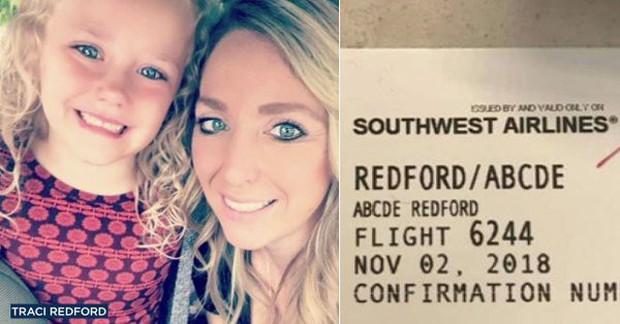 TRACI REDFORD
ISSUED BY AND VALID ONLY ON
SOUTHWEST AIRLINES®
REDFORD/ABCDE
ABCDE REDFORD
FLIGHT 6244
NOV 02, 2018
CONFIRMATION NUM